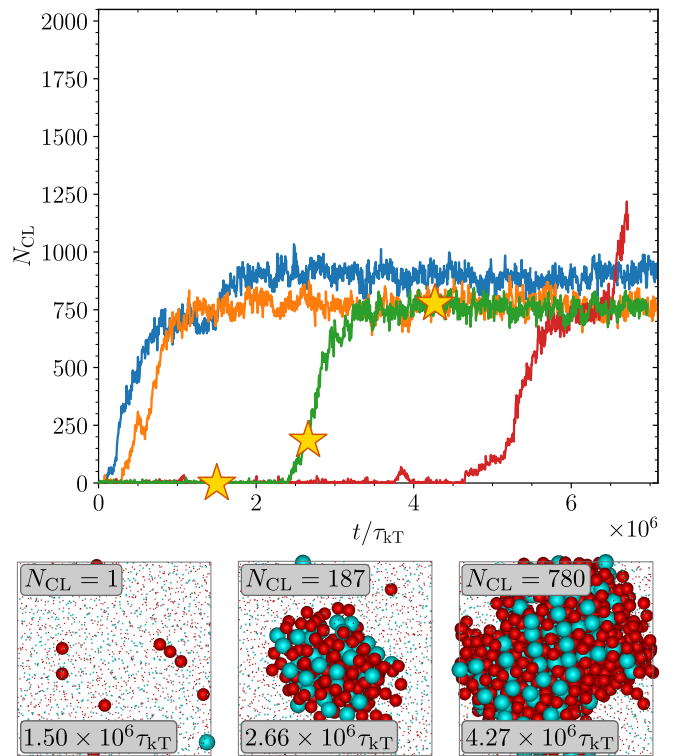 2000
1750
1500
1250
1000
750
500
250
0
N_CL
0 2 4 6
t/τ_kT
×10^6
N_CL = 1 N_CL = 187 N_CL = 780
1.50 × 10^6 τ_kT 2.66 × 10^6 τ_kT 4.27 × 10^6 τ_kT